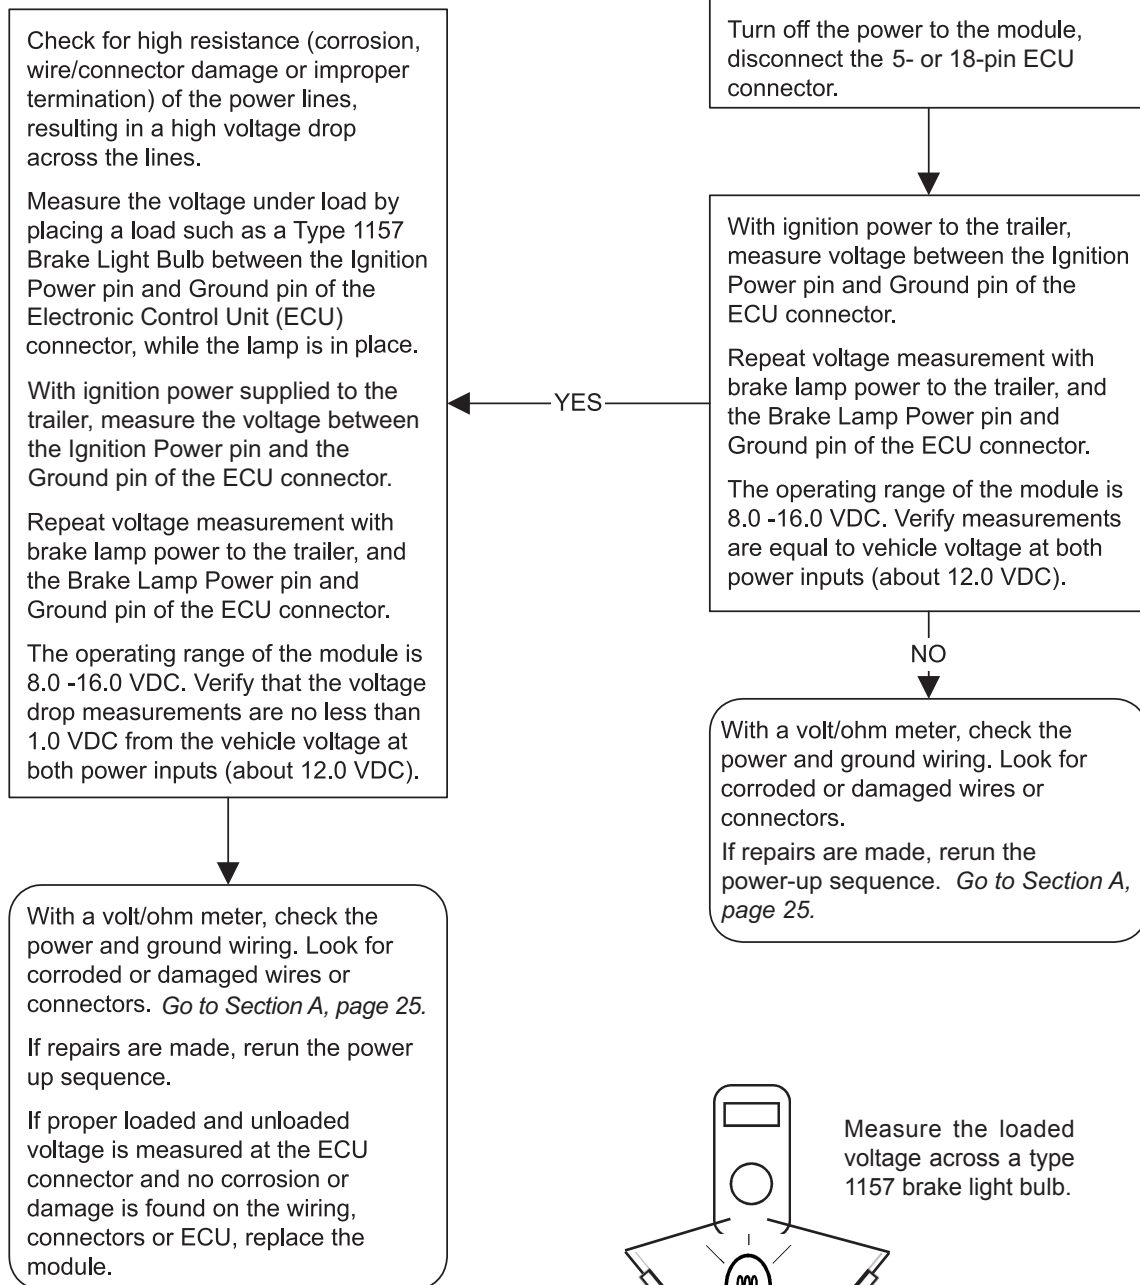 Turn off the power to the module,
disconnect the 5- or 18-pin ECU
connector.
With ignition power to the trailer,
measure voltage between the Ignition
Power pin and Ground pin of the
ECU connector.
Repeat voltage measurement with
brake lamp power to the trailer, and
the Brake Lamp Power pin and
Ground pin of the ECU connector.
The operating range of the module is
8.0 -16.0 VDC. Verify measurements
are equal to vehicle voltage at both
power inputs (about 12.0 VDC).
YES
Check for high resistance (corrosion,
wire/connector damage or improper
termination) of the power lines,
resulting in a high voltage drop
across the lines.
Measure the voltage under load by
placing a load such as a Type 1157
Brake Light Bulb between the Ignition
Power pin and Ground pin of the
Electronic Control Unit (ECU)
connector, while the lamp is in place.
With ignition power supplied to the
trailer, measure the voltage between
the Ignition Power pin and the
Ground pin of the ECU connector.
Repeat voltage measurement with
brake lamp power to the trailer, and
the Brake Lamp Power pin and
Ground pin of the ECU connector.
The operating range of the module is
8.0 -16.0 VDC. Verify that the voltage
drop measurements are no less than
1.0 VDC from the vehicle voltage at
both power inputs (about 12.0 VDC).
With a volt/ohm meter, check the
power and ground wiring. Look for
corroded or damaged wires or
connectors. Go to Section A, page 25.
If repairs are made, rerun the power
up sequence.
If proper loaded and unloaded
voltage is measured at the ECU
connector and no corrosion or
damage is found on the wiring,
connectors or ECU, replace the
module.
NO
With a volt/ohm meter, check the
power and ground wiring. Look for
corroded or damaged wires or
connectors.
If repairs are made, rerun the
power-up sequence. Go to Section A,
page 25.
Measure the loaded
voltage across a type
1157 brake light bulb.